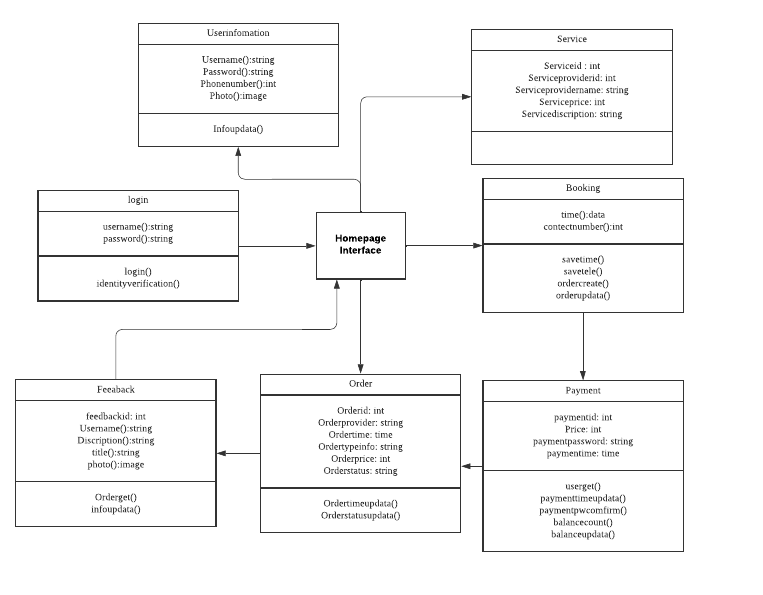 Userinfomation
Username():string
Password():string
Phonenumber():int
Photo():image
Infoupdata()
Service
Serviceid : int
Serviceproviderid: int
Serviceprovidername: string
Serviceprice: int
Servicediscription: string
login
username():string
password():string
login()
identityverification()
Homepage
Interface
Booking
time():data
contectnumber():int
savetime()
savetele()
ordercreate()
orderupdata()
Feeaback
feedbackid: int
Username():string
Discription():string
title():string
photo():image
Orderget()
infoupdata()
Order
Orderid: int
Orderprovider: string
Ordertime: time
Ordertypeinfo: string
Orderprice: int
Orderstatus: string
Ordertimeupdata()
Orderstatusupdata()
Payment
paymentid: int
Price: int
paymentpassword: string
paymentime: time
userget()
paymenttimeupdata()
paymentpwcomfirm()
balancecount()
balanceupdata()